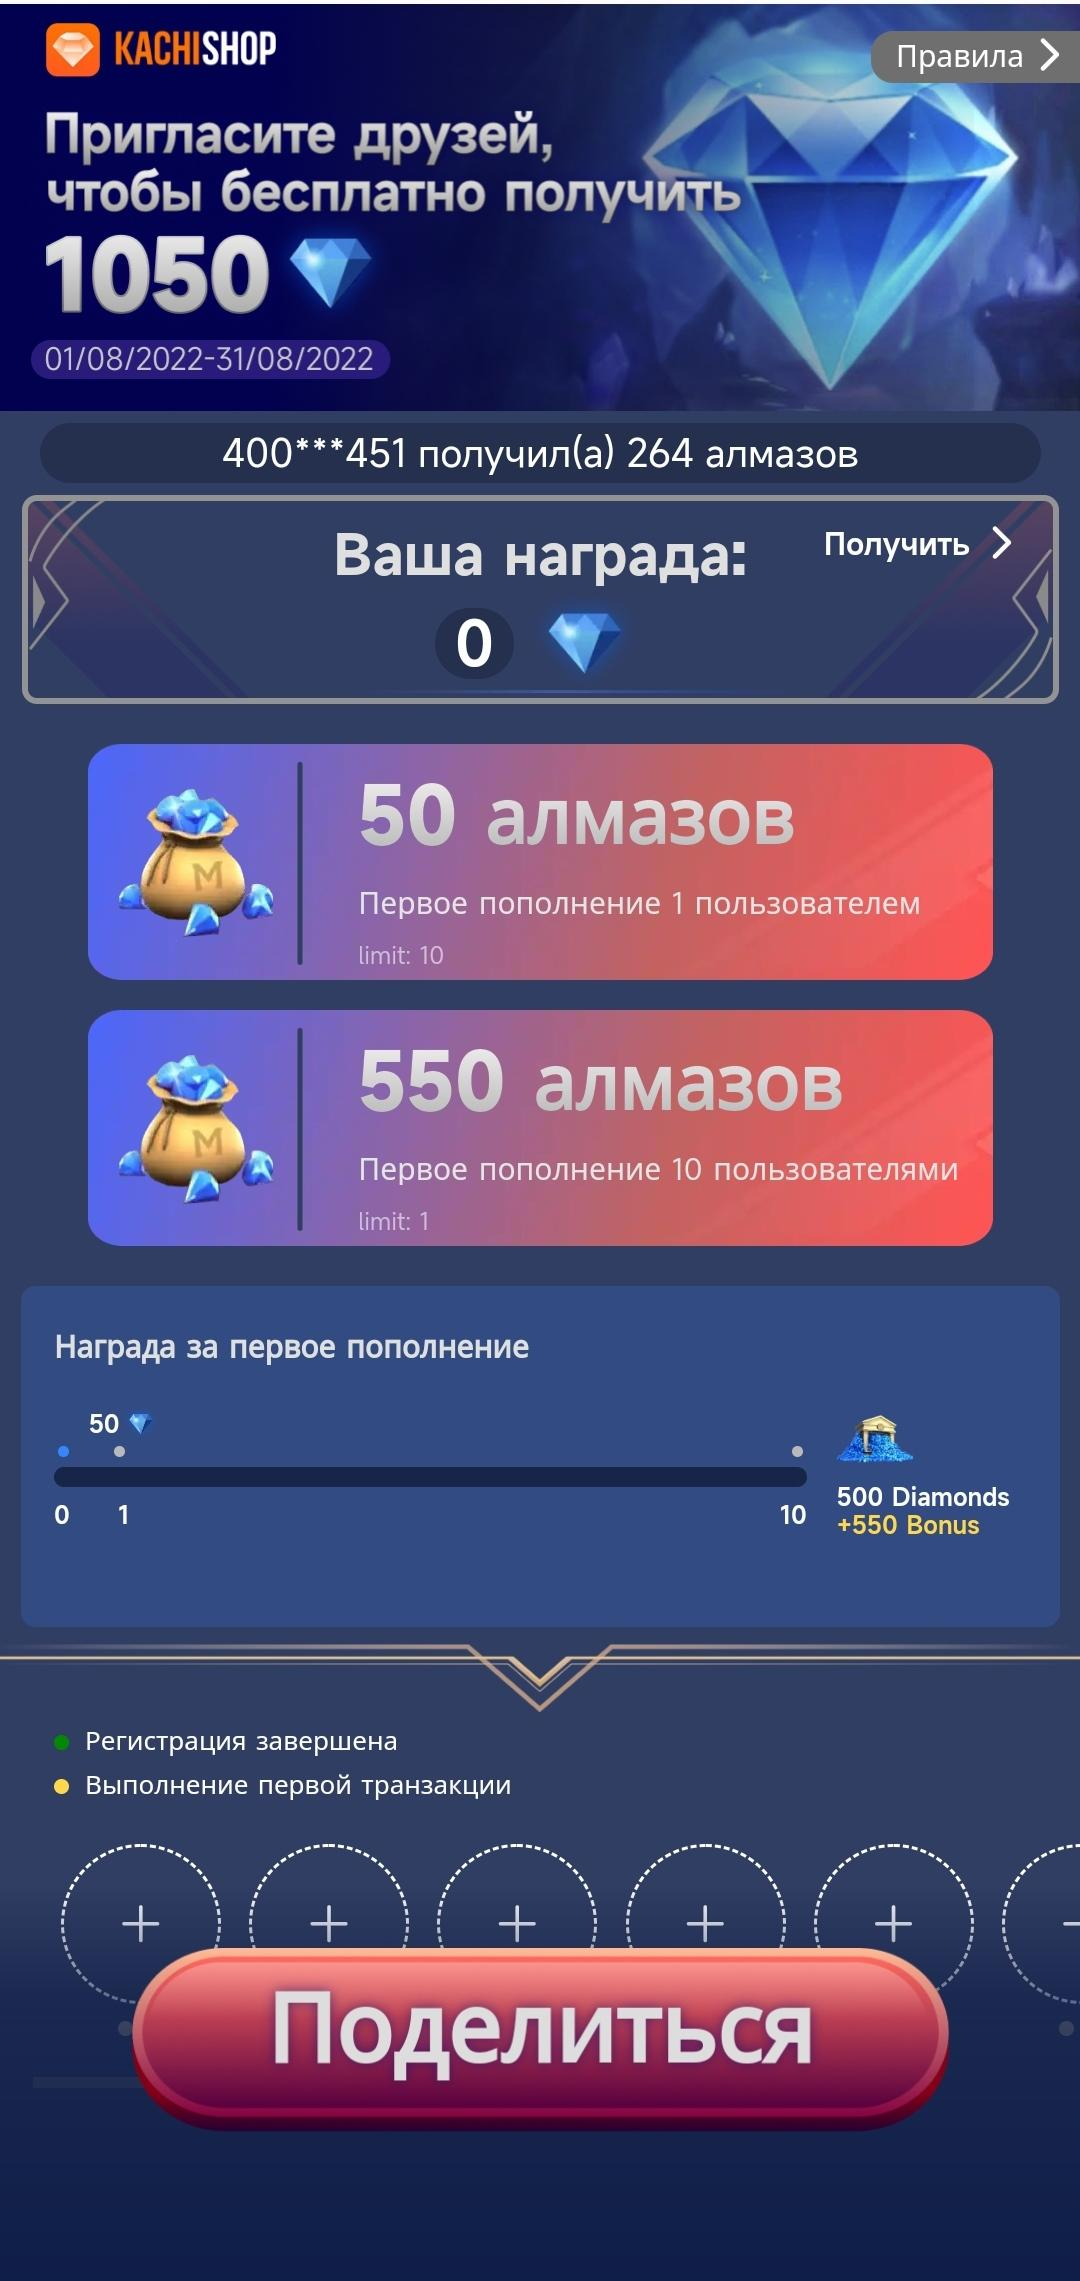 KACHISHOP
Правила
Пригласите друзей,
чтобы бесплатно получить
1050
01/08/2022-31/08/2022
400***451 получил(а) 264 алмазов
Ваша награда:
Получить
0
50 алмазов
M
Первое пополнение 1 пользователем
limit: 10
550 алмазов
M
Первое пополнение 10 пользователями
limit: 1
Награда за первое пополнение
50
0 1 10
500 Diamonds
+550 Bonus
Регистрация завершена
Выполнение первой транзакции
Поделиться